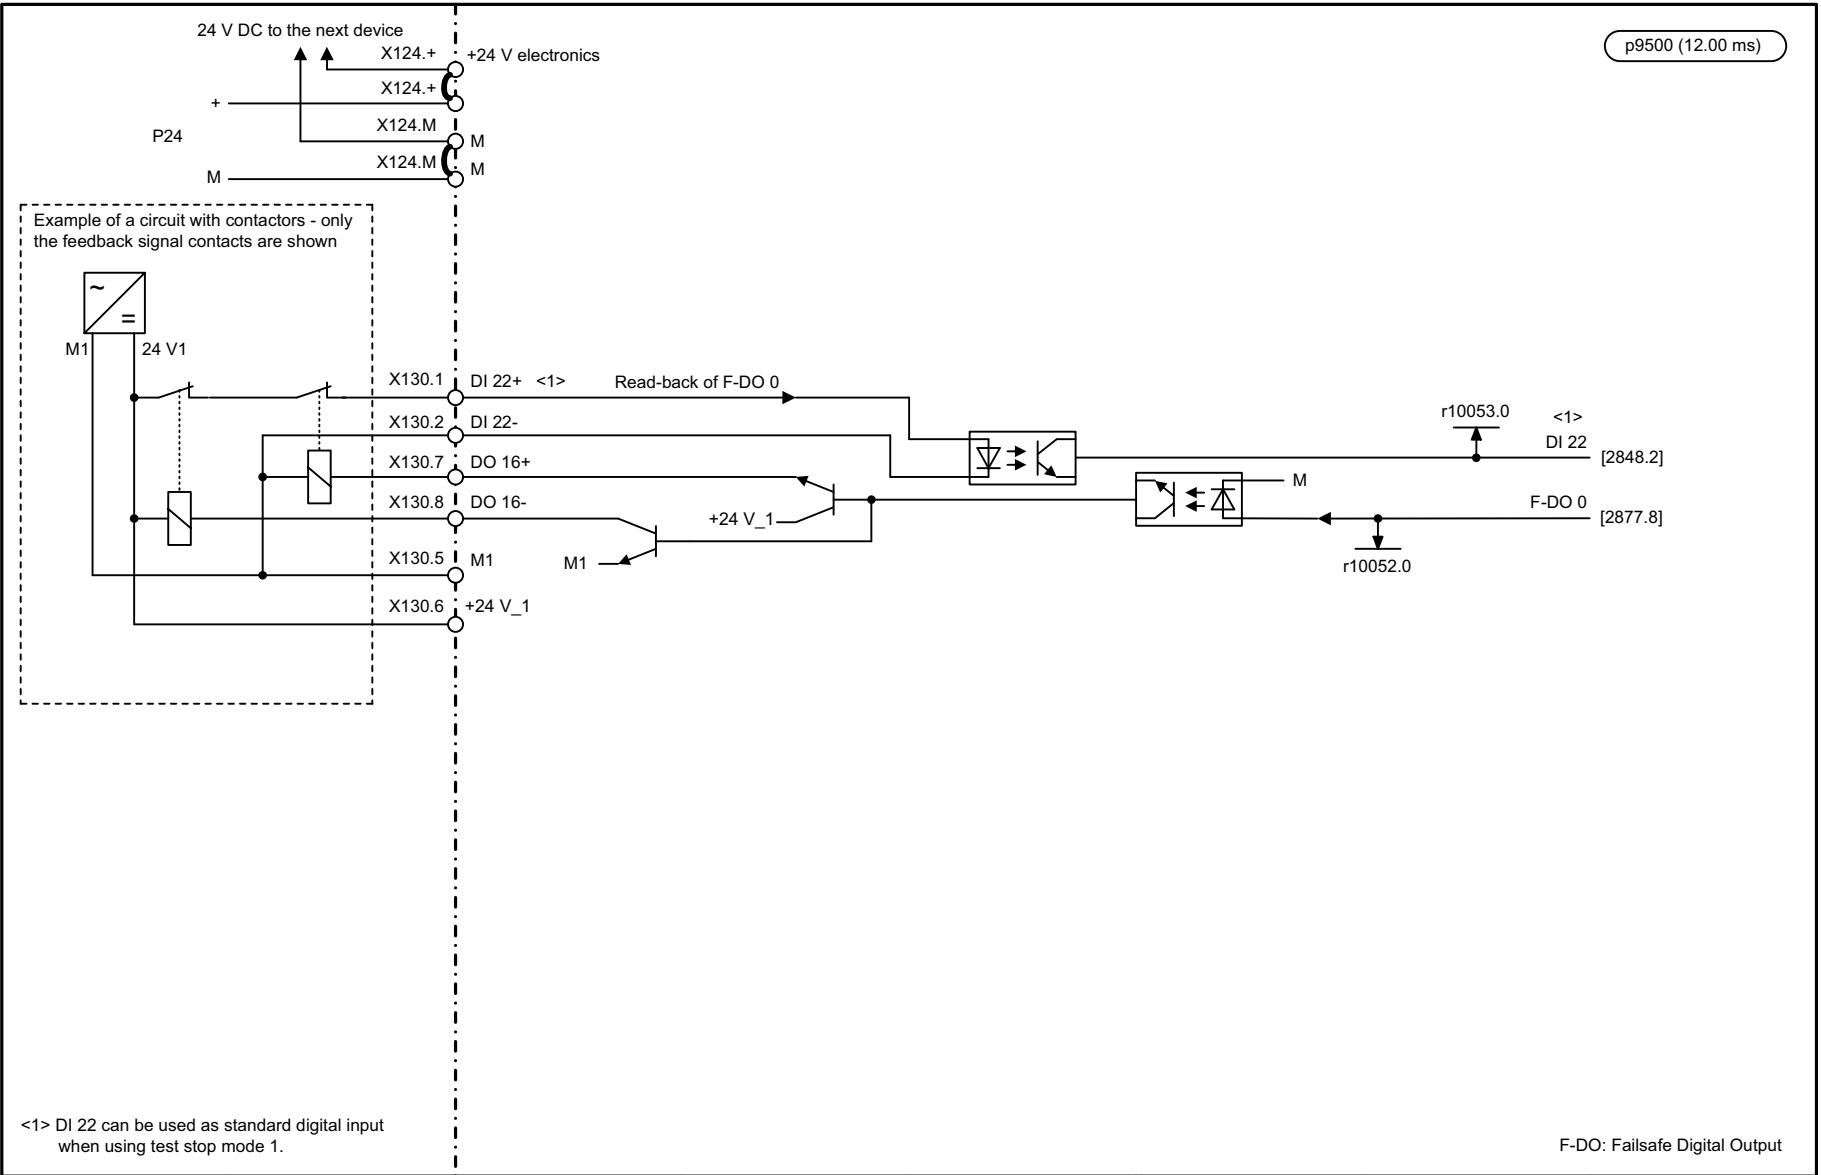 24 V DC to the next device
X124.+
+24 V electronics
p9500 (12.00 ms)
X124.+
+
X124.M
P24
M
X124.M
M
M
Example of a circuit with contactors - only
the feedback signal contacts are shown
~
=
M1
24 V1
X130.1
DI 22+ <1>
Read-back of F-DO 0
X130.2
DI 22-
r10053.0
<1>
DI 22
[2848.2]
X130.7
DO 16+
M
X130.8
DO 16-
+24 V_1
F-DO 0
[2877.8]
X130.5
M1
M1
r10052.0
X130.6
+24 V_1
<1> DI 22 can be used as standard digital input
when using test stop mode 1.
F-DO: Failsafe Digital Output